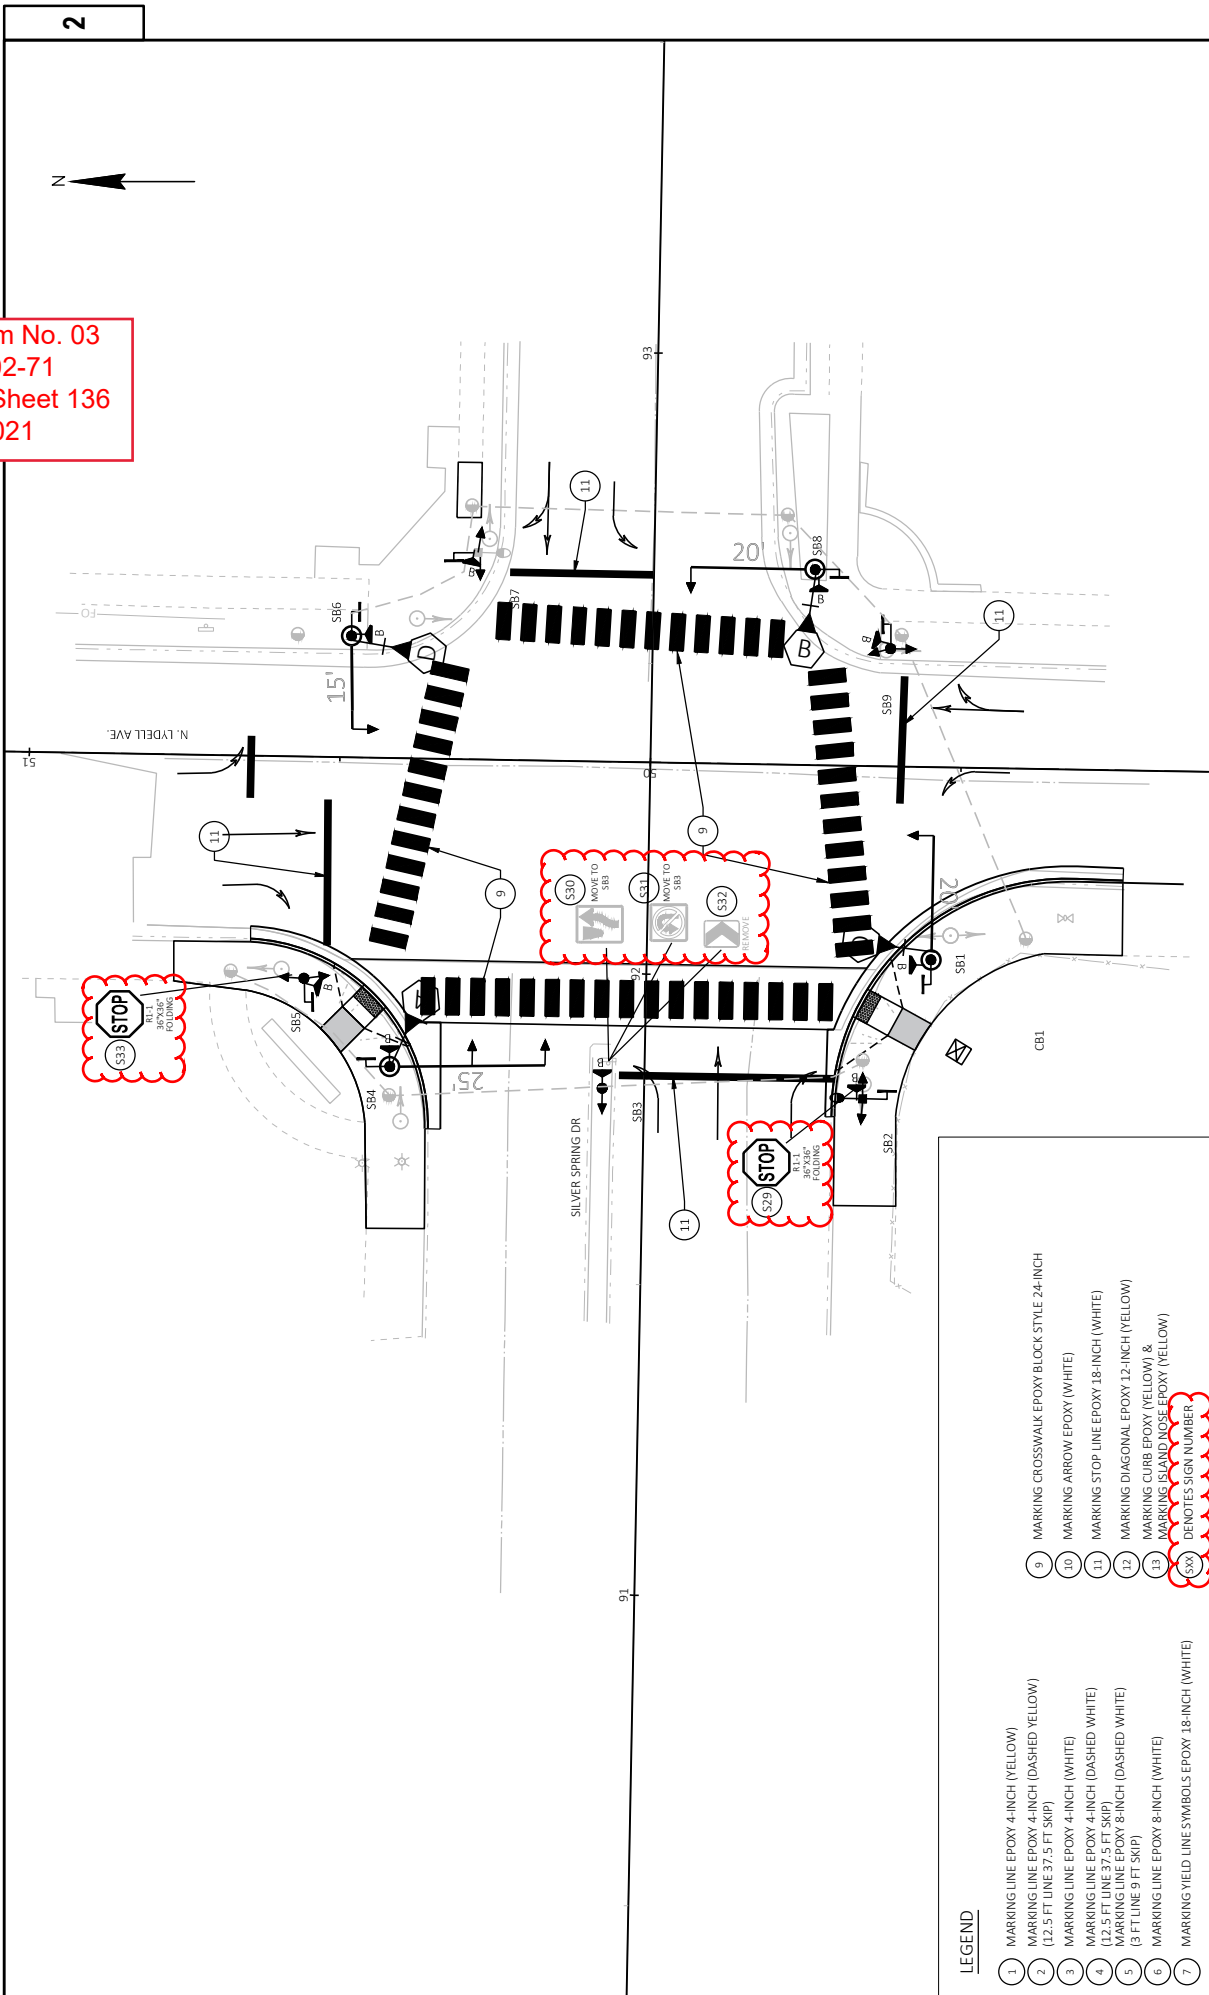 2
N
m No. 03
02-71
Sheet 136
021
93
FO
SB6
D
15'
N. LYDELL AVE.
51
SB7
B
11
20'
SB8
B
B
11
B
SB9
50
11
9
9
S30
MOVE TO
SB3
S31
MOVE TO
SB3
S32
REMOVE
92
20'
B
SB1
STOP
R1-1
36"X36"
FOLDING
S33
SB5
B
A
B
SB4
25'
SILVER SPRING DR
B
SB3
11
STOP
R1-1
36"X36"
FOLDING
S29
B
SB2
CB1
91
LEGEND
1 MARKING LINE EPOXY 4-INCH (YELLOW)
2 MARKING LINE EPOXY 4-INCH (DASHED YELLOW)
(12.5 FT LINE 37.5 FT SKIP)
3 MARKING LINE EPOXY 4-INCH (WHITE)
4 MARKING LINE EPOXY 4-INCH (DASHED WHITE)
(12.5 FT LINE 37.5 FT SKIP)
5 MARKING LINE EPOXY 8-INCH (DASHED WHITE)
(3 FT LINE 9 FT SKIP)
6 MARKING LINE EPOXY 8-INCH (WHITE)
7 MARKING YIELD LINE SYMBOLS EPOXY 18-INCH (WHITE)
9 MARKING CROSSWALK EPOXY BLOCK STYLE 24-INCH
10 MARKING ARROW EPOXY (WHITE)
11 MARKING STOP LINE EPOXY 18-INCH (WHITE)
12 MARKING DIAGONAL EPOXY 12-INCH (YELLOW)
13 MARKING CURB EPOXY (YELLOW) &
MARKING ISLAND NOSE EPOXY (YELLOW)
SXX DENOTES SIGN NUMBER